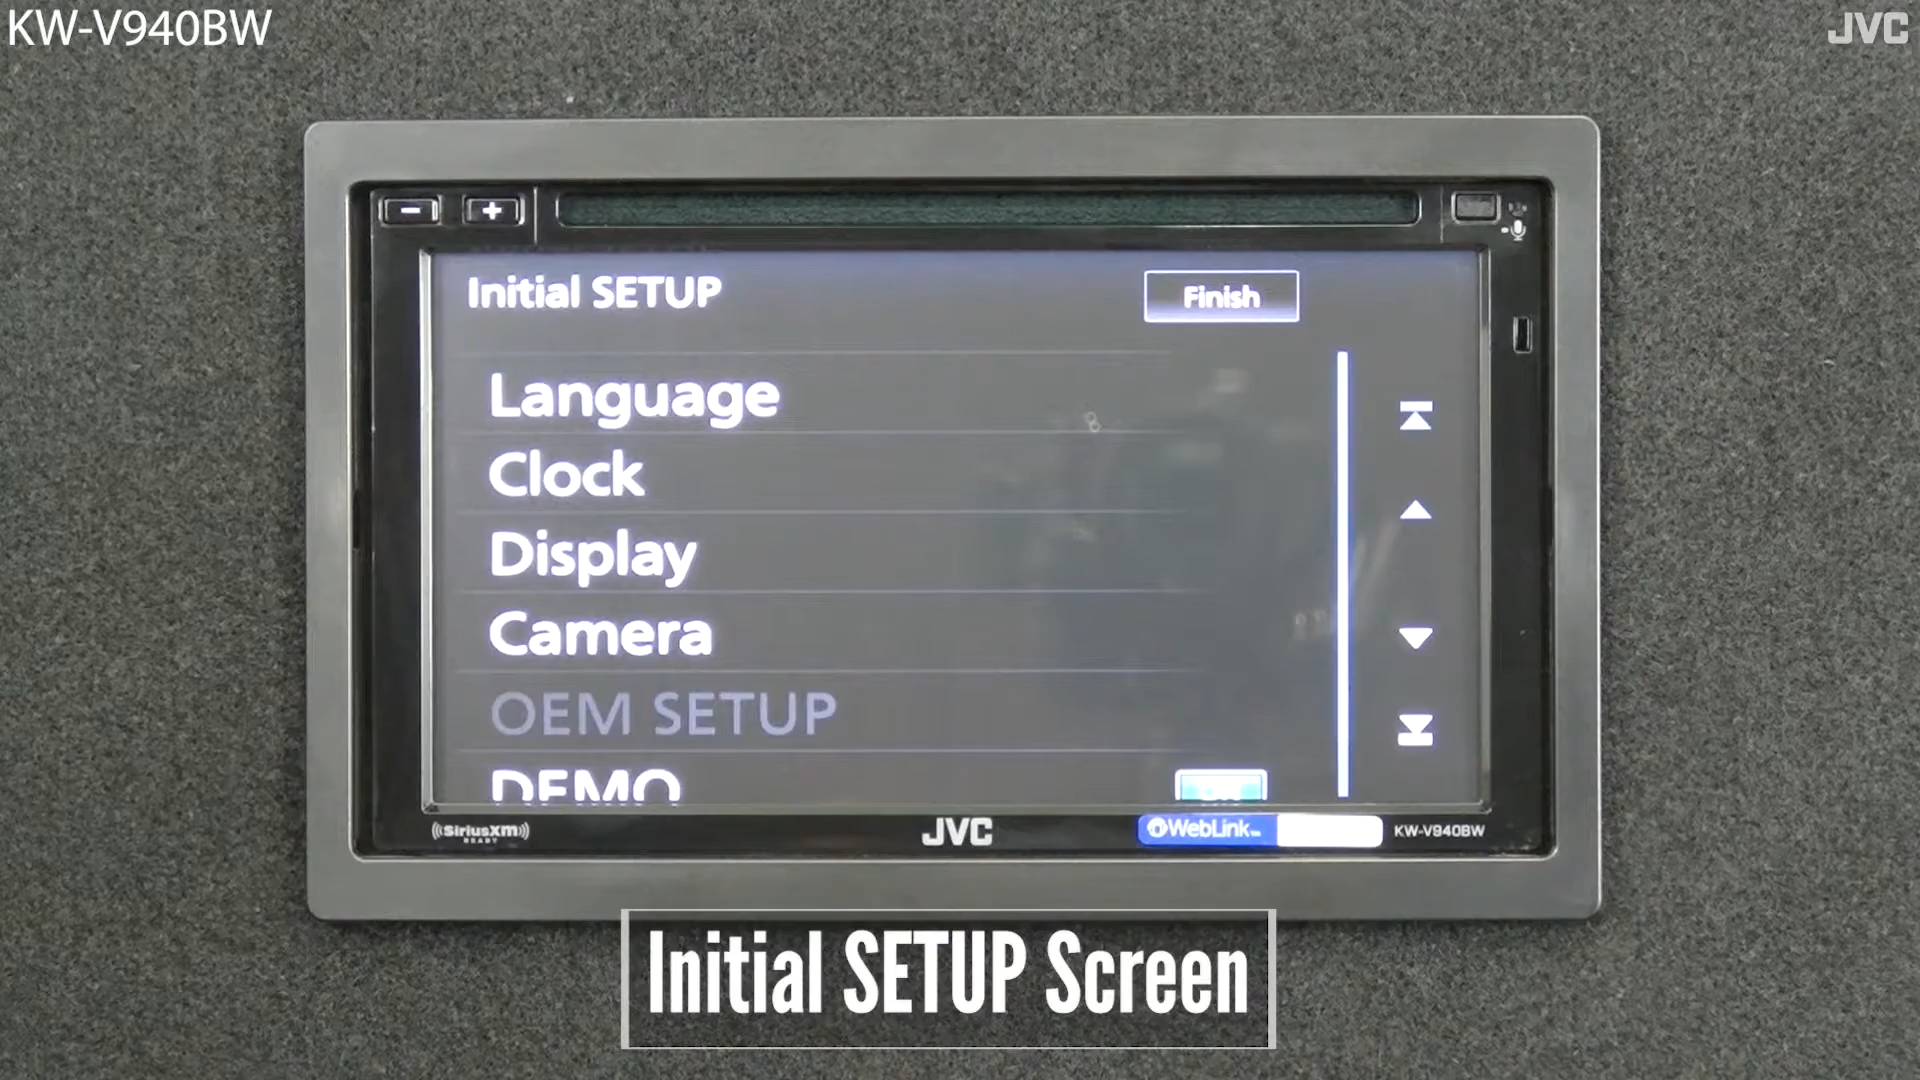 KW-V940BW
JVC
Initial SETUP
Finish
Language
Clock
Display
Camera
OEM SETUP
DEMO
SiriusXM
READY
JVC
WebLink
KW-V940BW
Initial SETUP Screen